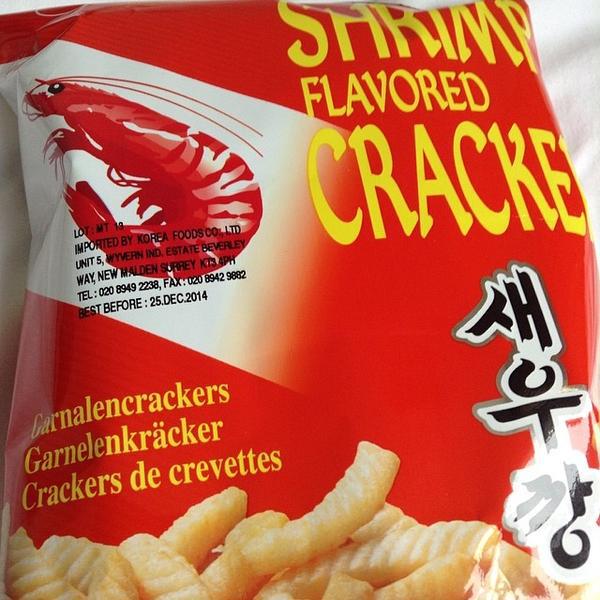 SHRIMP
FLAVORED
CRACKE
LOT : MT 13
IMPORTED BY KOREA FOODS CO., LTD
UNIT 5, WYVERN IND. ESTATE BEVERLEY
WAY, NEW MALDEN SURREY KT3 4PH
TEL : 020 8949 2238, FAX : 020 8942 9882
BEST BEFORE : 25.DEC.2014
새우깡
Garnalencrackers
Garnelenkräcker
Crackers de crevettes